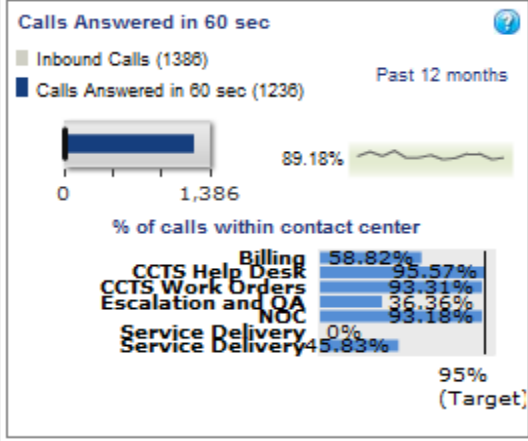 Calls Answered in 60 sec
?
Inbound Calls (1386)
Past 12 months
Calls Answered in 60 sec (1236)
89.18%
0 1,386
% of calls within contact center
Billing 58.82%
CCTS Help Desk 95.57%
CCTS Work Orders 93.31%
Escalation and QA 36.36%
NOC 93.18%
Service Delivery 0%
Service Delivery 45.83%
95%
(Target)